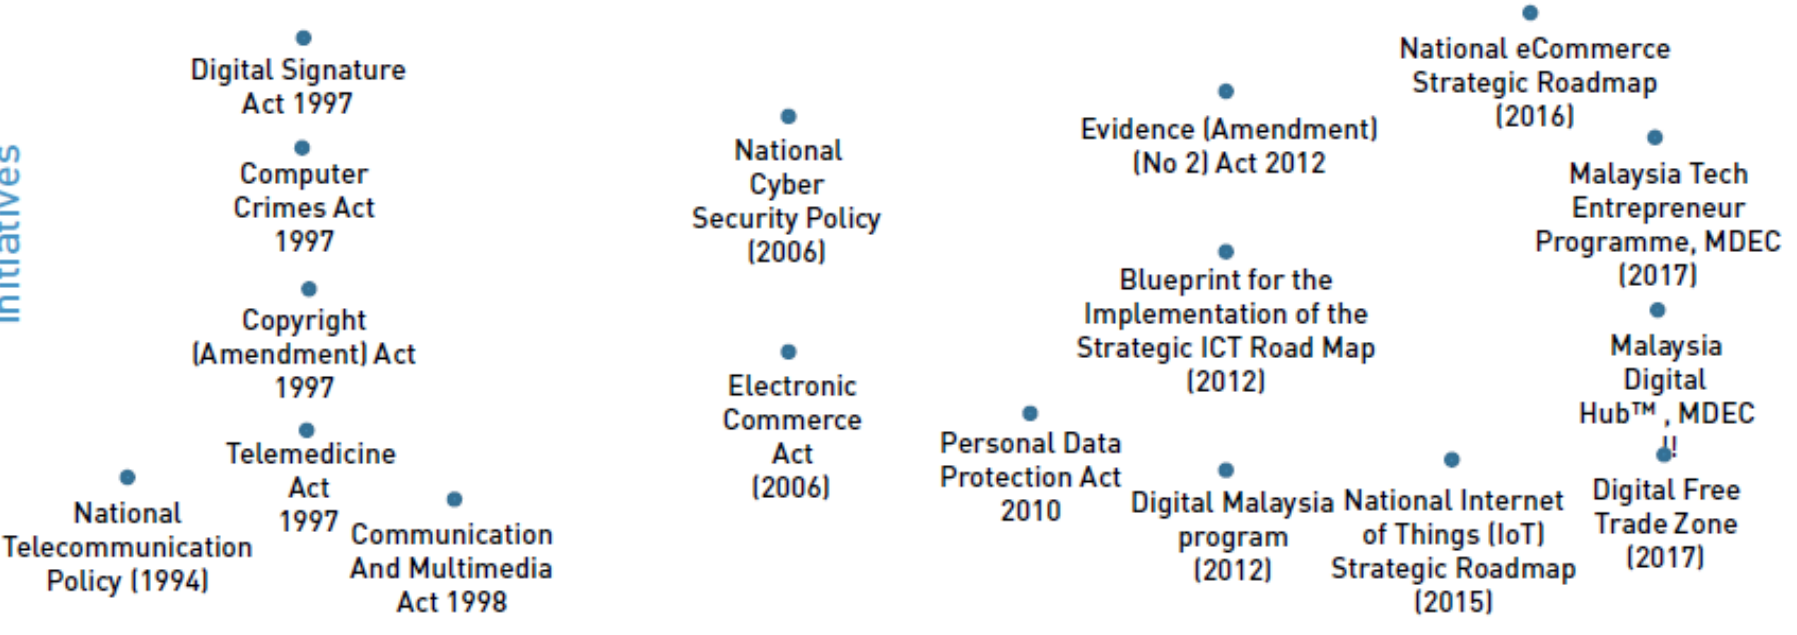 Initiatives
Digital Signature
Act 1997
Computer
Crimes Act
1997
Copyright
(Amendment) Act
1997
Telemedicine
Act
1997
National
Telecommunication
Policy (1994)
Communication
And Multimedia
Act 1998
National
Cyber
Security Policy
(2006)
Electronic
Commerce
Act
(2006)
Personal Data
Protection Act
2010
Evidence (Amendment)
(No 2) Act 2012
Blueprint for the
Implementation of the
Strategic ICT Road Map
(2012)
Digital Malaysia
program
(2012)
National Internet
of Things (IoT)
Strategic Roadmap
(2015)
National eCommerce
Strategic Roadmap
(2016)
Malaysia Tech
Entrepreneur
Programme, MDEC
(2017)
Malaysia
Digital
Hub™ , MDEC
Digital Free
Trade Zone
(2017)